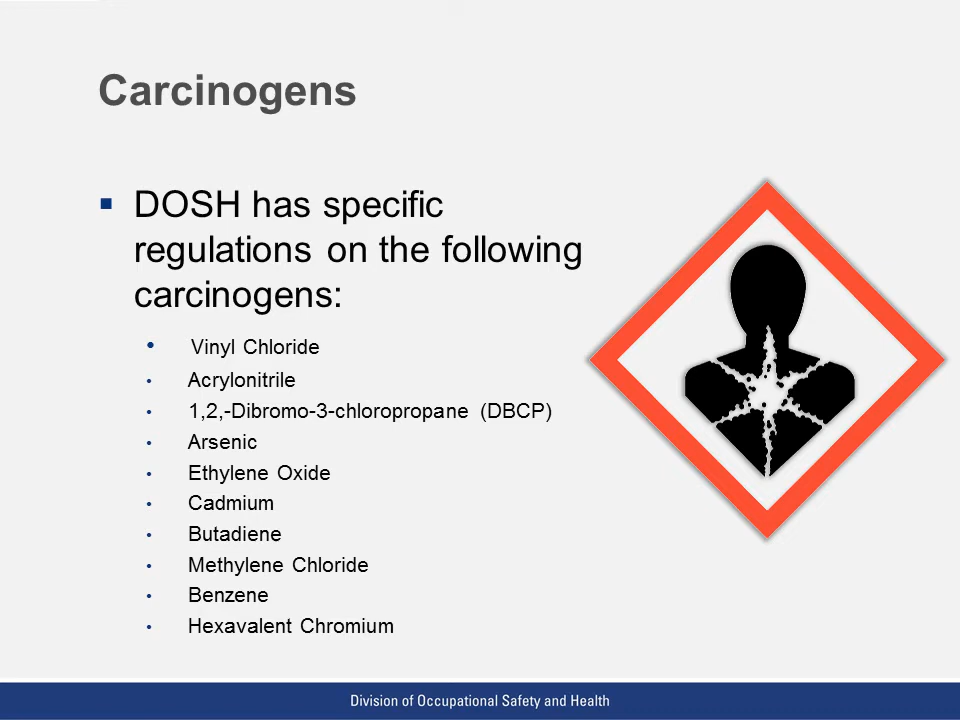 Carcinogens
DOSH has specific
regulations on the following
carcinogens:
Vinyl Chloride
Acrylonitrile
1,2,-Dibromo-3-chloropropane (DBCP)
Arsenic
Ethylene Oxide
Cadmium
Butadiene
Methylene Chloride
Benzene
Hexavalent Chromium
Division of Occupational Safety and Health